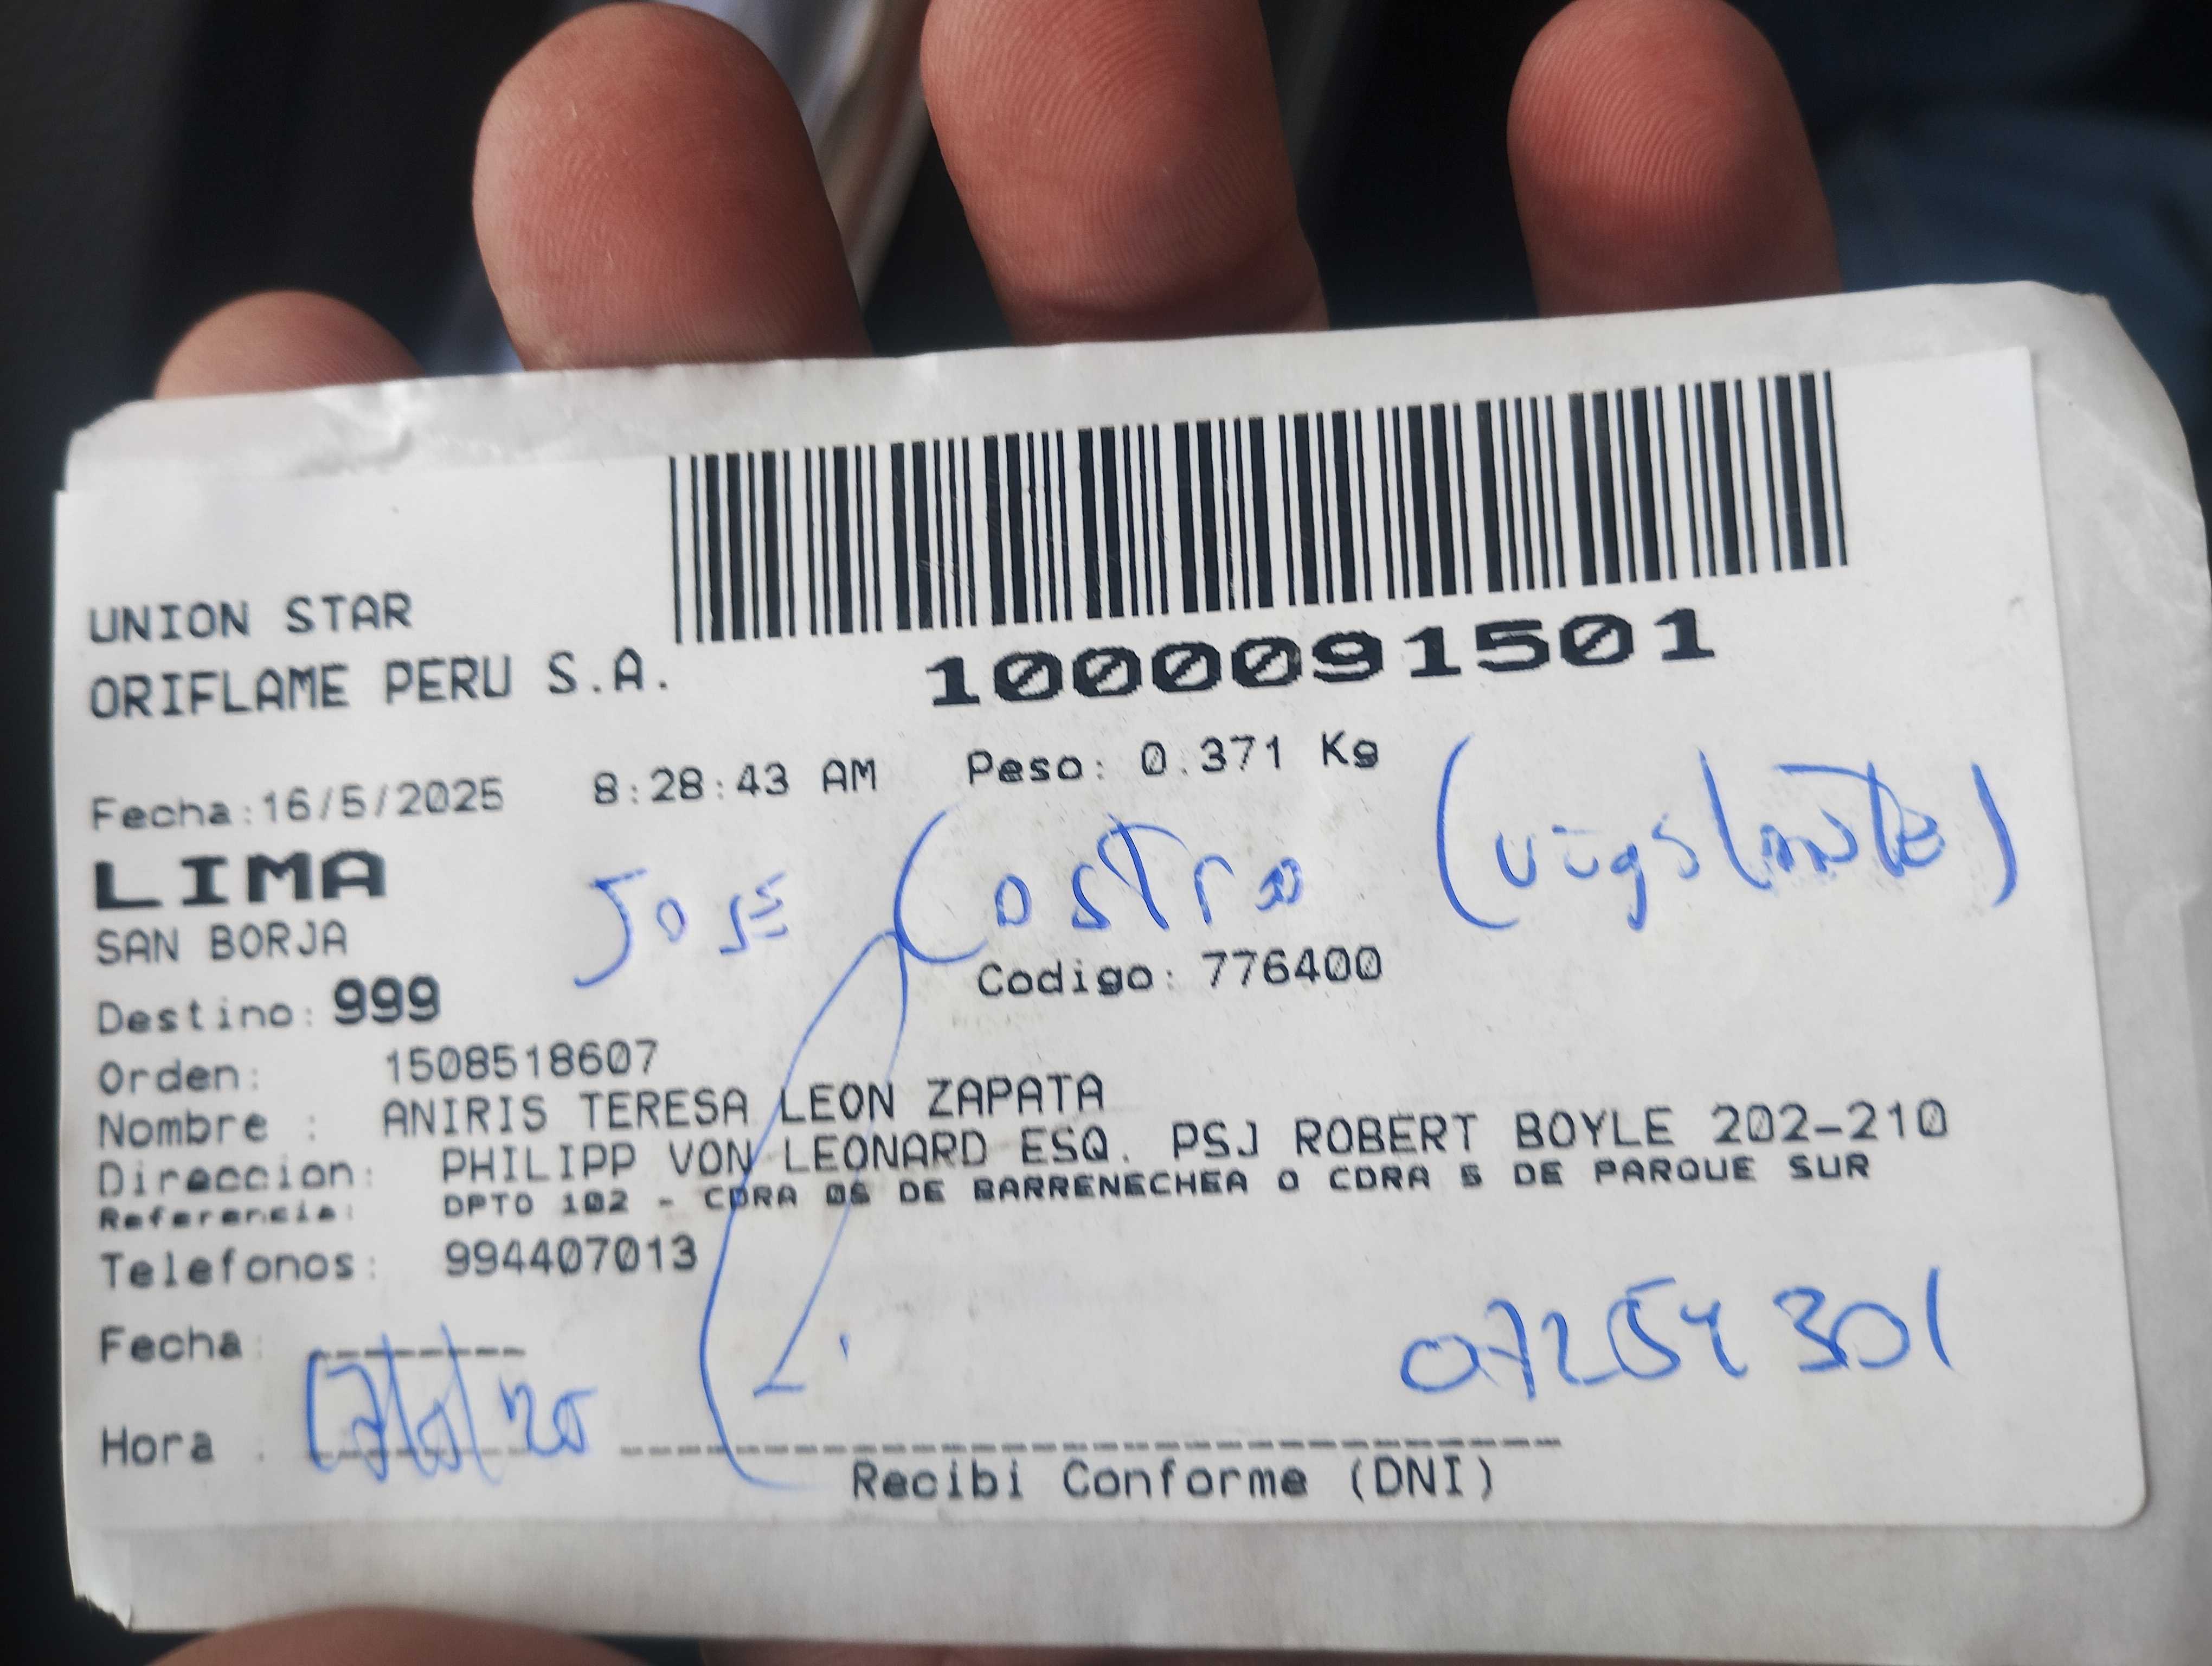 UNION STAR
ORIFLAME PERU S.A.
1000091501
Fecha:16/5/2025 8:28:43 AM Peso: 0.371 Kg
LIMA
JOSE Castro (vigilante)
SAN BORJA
Codigo: 776400
Destino: 999
Orden: 1508518607
Nombre : ANIRIS TERESA LEON ZAPATA
Direccion: PHILIPP VON LEONARD ESQ. PSJ ROBERT BOYLE 202-210
Referencia: DPTO 102 - CDRA 06 DE BARRENECHEA O CDRA 5 DE PARQUE SUR
Telefonos: 994407013
Fecha:
07254301
Hora :
Recibi Conforme (DNI)